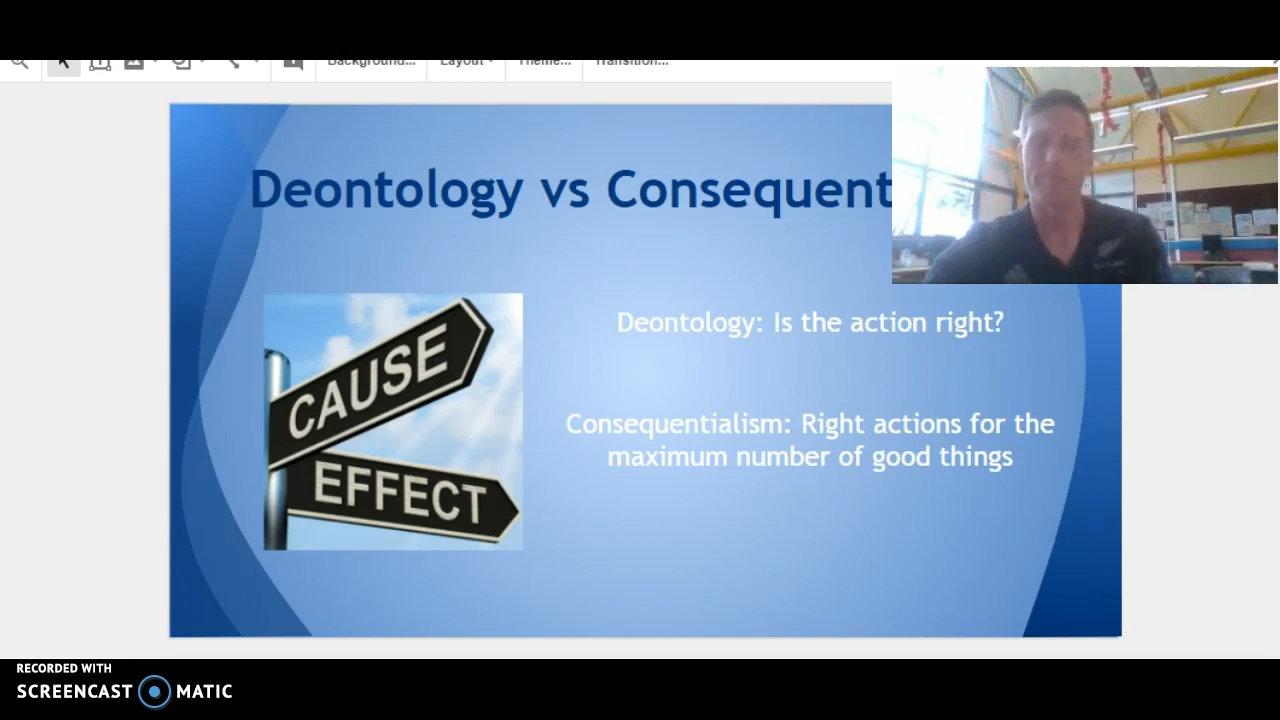 Background... Layout Theme... Transition...
Deontology vs Consequent
CAUSE
EFFECT
Deontology: Is the action right?
Consequentialism: Right actions for the
maximum number of good things
RECORDED WITH
SCREENCAST MATIC